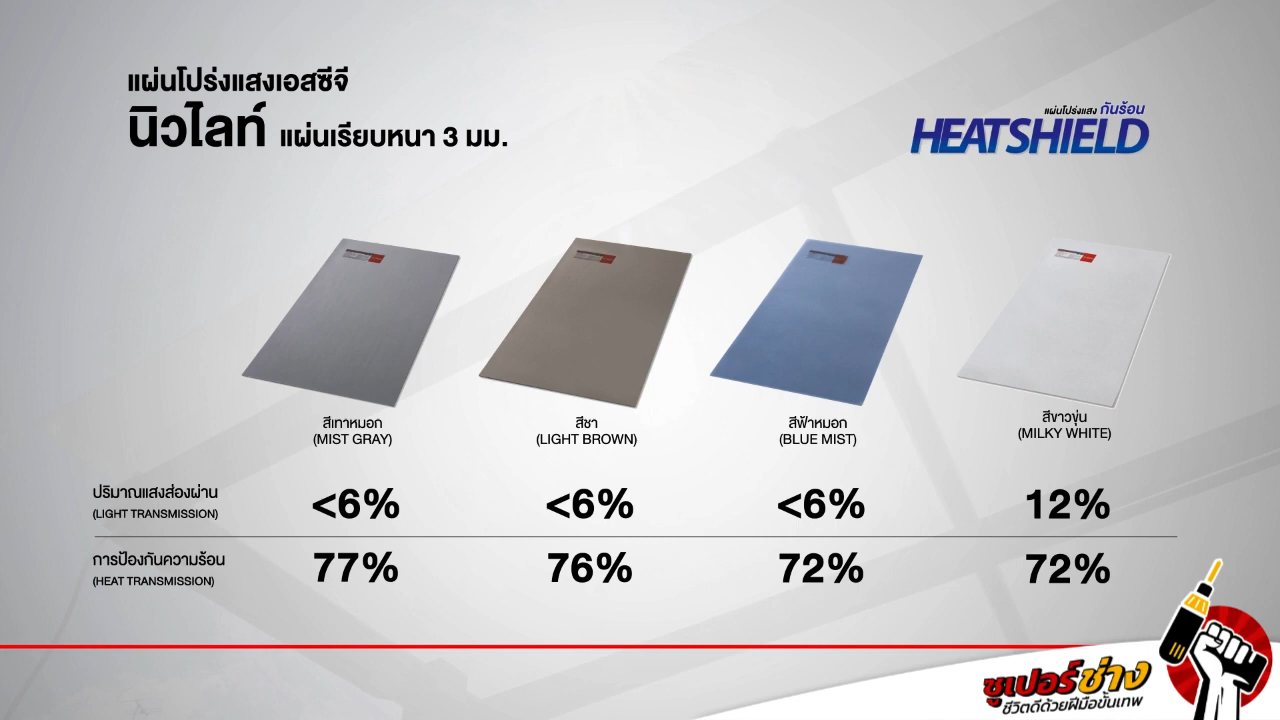 แผ่นโปร่งแสงเอสซีจี
นิวไลท์ แผ่นเรียบหนา 3 มม.
แผ่นโปร่งแสง กันร้อน
HEATSHIELD
สีเทาหมอก
(MIST GRAY)
สีชา
(LIGHT BROWN)
สีฟ้าหมอก
(BLUE MIST)
สีขาวขุ่น
(MILKY WHITE)
ปริมาณแสงส่องผ่าน
(LIGHT TRANSMISSION)
<6% <6% <6% 12%
การป้องกันความร้อน
(HEAT TRANSMISSION)
77% 76% 72% 72%
ซูเปอร์ช่าง
ชีวิตดีด้วยฝีมือขั้นเทพ